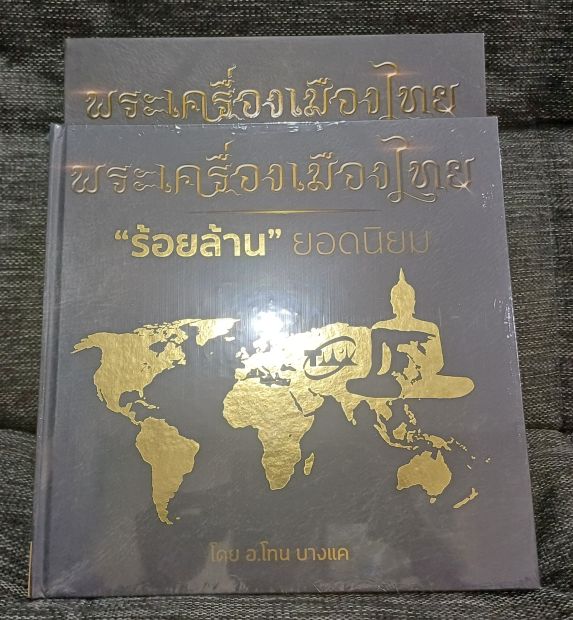 พระเครื่องเมืองไทย
พระเครื่องเมืองไทย
“ร้อยล้าน” ยอดนิยม
โดย อ.โทน บางแค